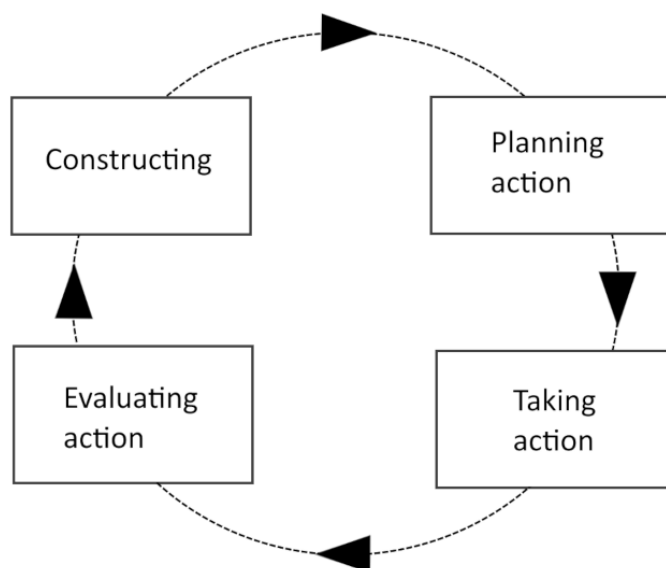 Constructing
Planning
action
Evaluating
action
Taking
action